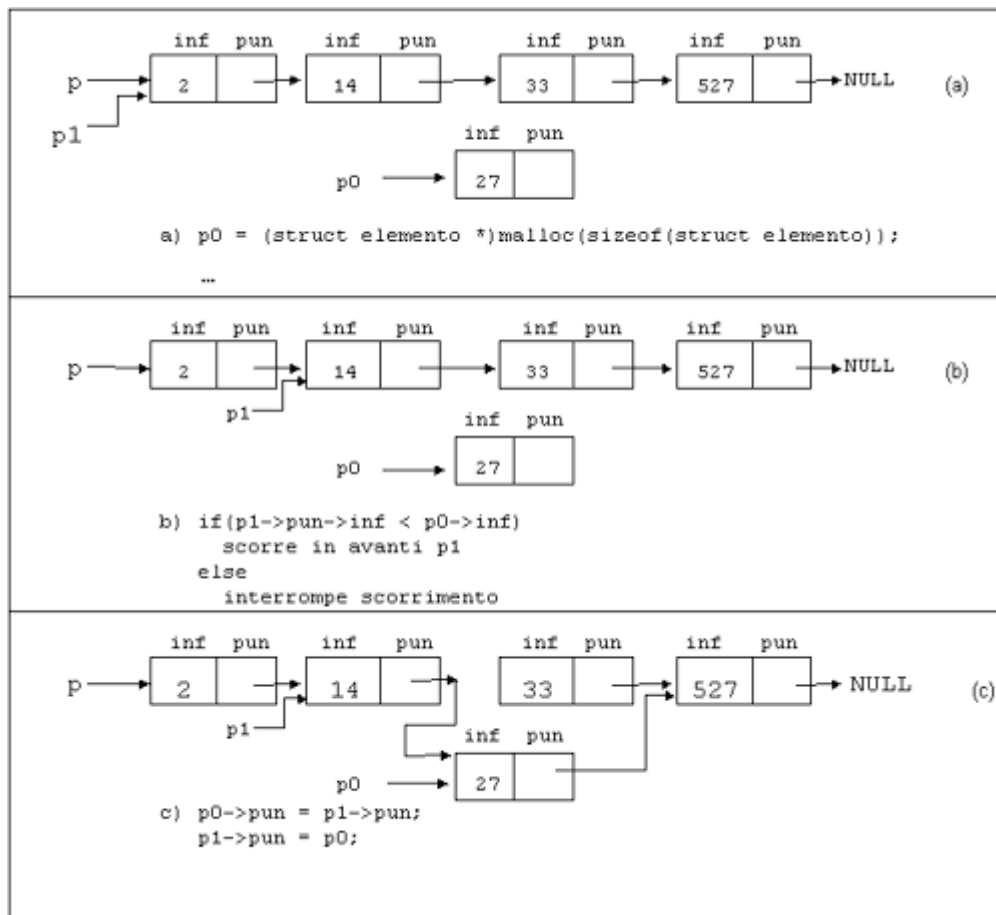 inf pun inf pun inf pun inf pun
p 2 14 33 527 NULL (a)
p1
inf pun
p0 27
a) p0 = (struct elemento *)malloc(sizeof(struct elemento));
…
inf pun inf pun inf pun inf pun
p 2 14 33 527 NULL (b)
p1
inf pun
p0 27
b) if(p1->pun->inf < p0->inf)
scorre in avanti p1
else
interrompe scorrimento
inf pun inf pun inf pun inf pun
p 2 14 33 527 NULL (c)
p1
inf pun
p0 27
c) p0->pun = p1->pun;
p1->pun = p0;